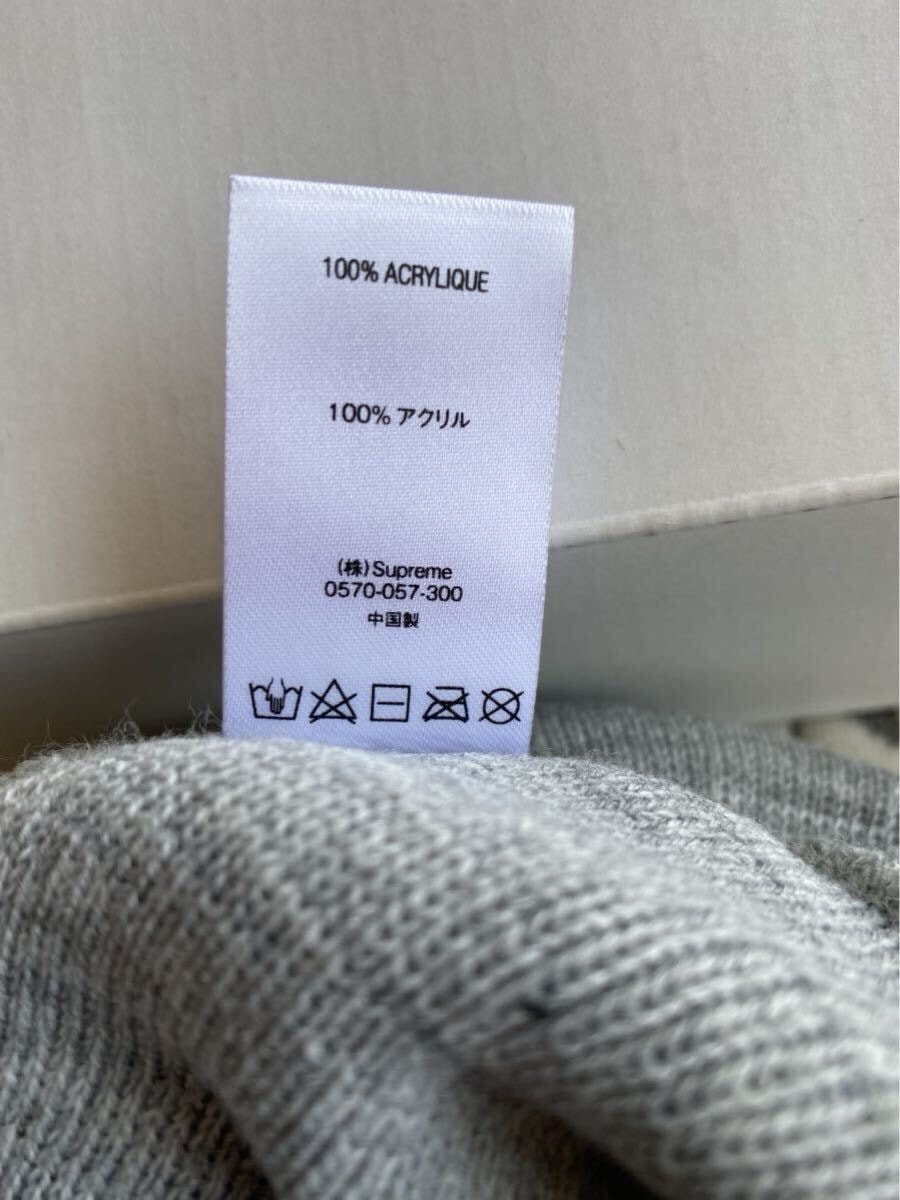 100% ACRYLIQUE
100% アクリル
(株)Supreme
0570-057-300
中国製